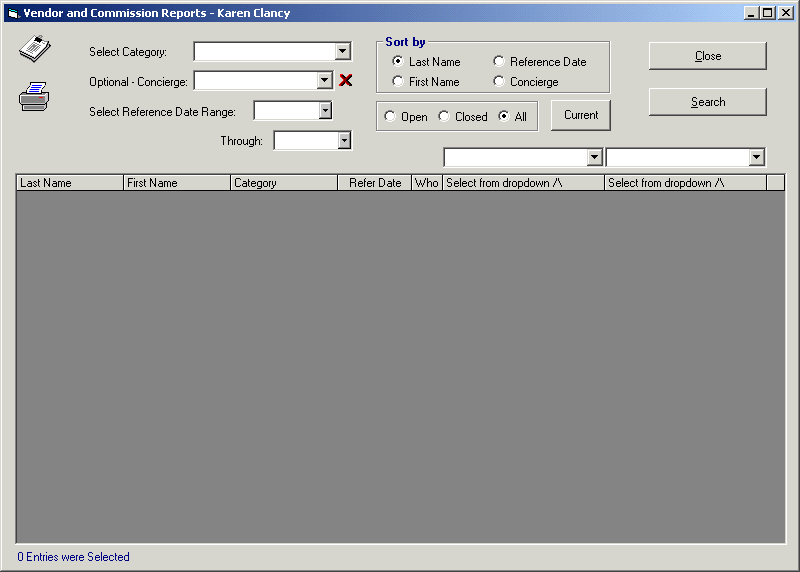 Vendor and Commission Reports - Karen Clancy
Select Category:
Optional - Concierge:
Select Reference Date Range:
Through:
Sort by
Last Name
Reference Date
First Name
Concierge
Open
Closed
All
Current
Close
Search
Last Name
First Name
Category
Refer Date
Who
Select from dropdown /\
Select from dropdown /\
0 Entries were Selected